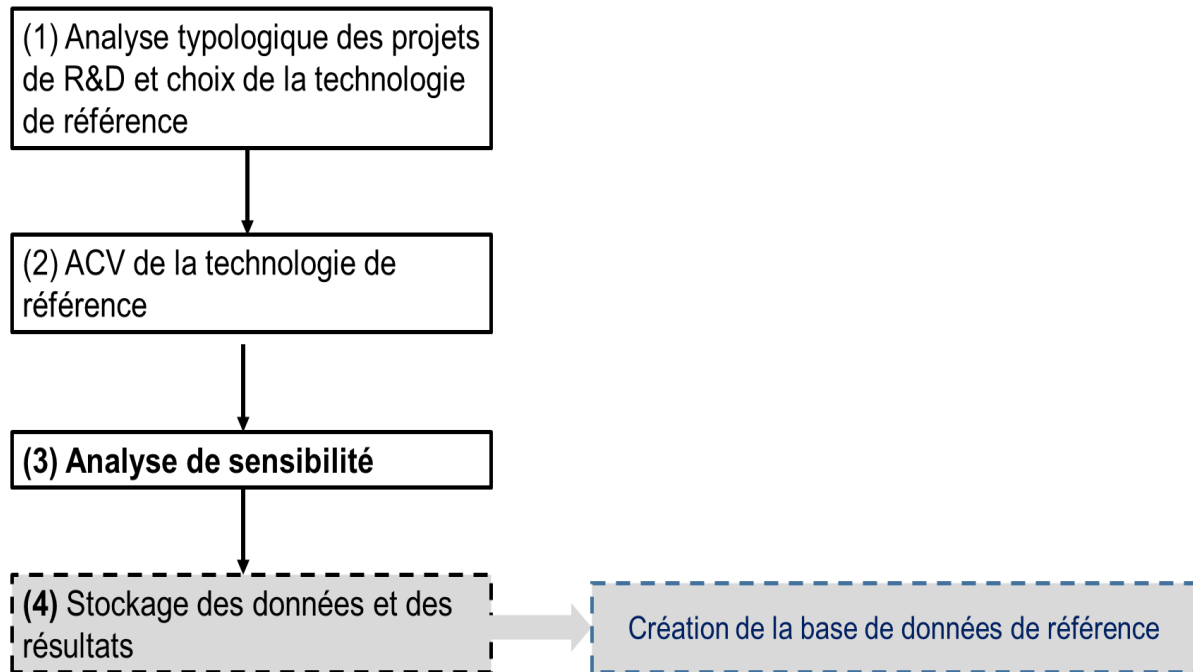 (1) Analyse typologique des projets
de R&D et choix de la technologie
de référence
(2) ACV de la technologie de
référence
(3) Analyse de sensibilité
(4) Stockage des données et des
résultats
Création de la base de données de référence